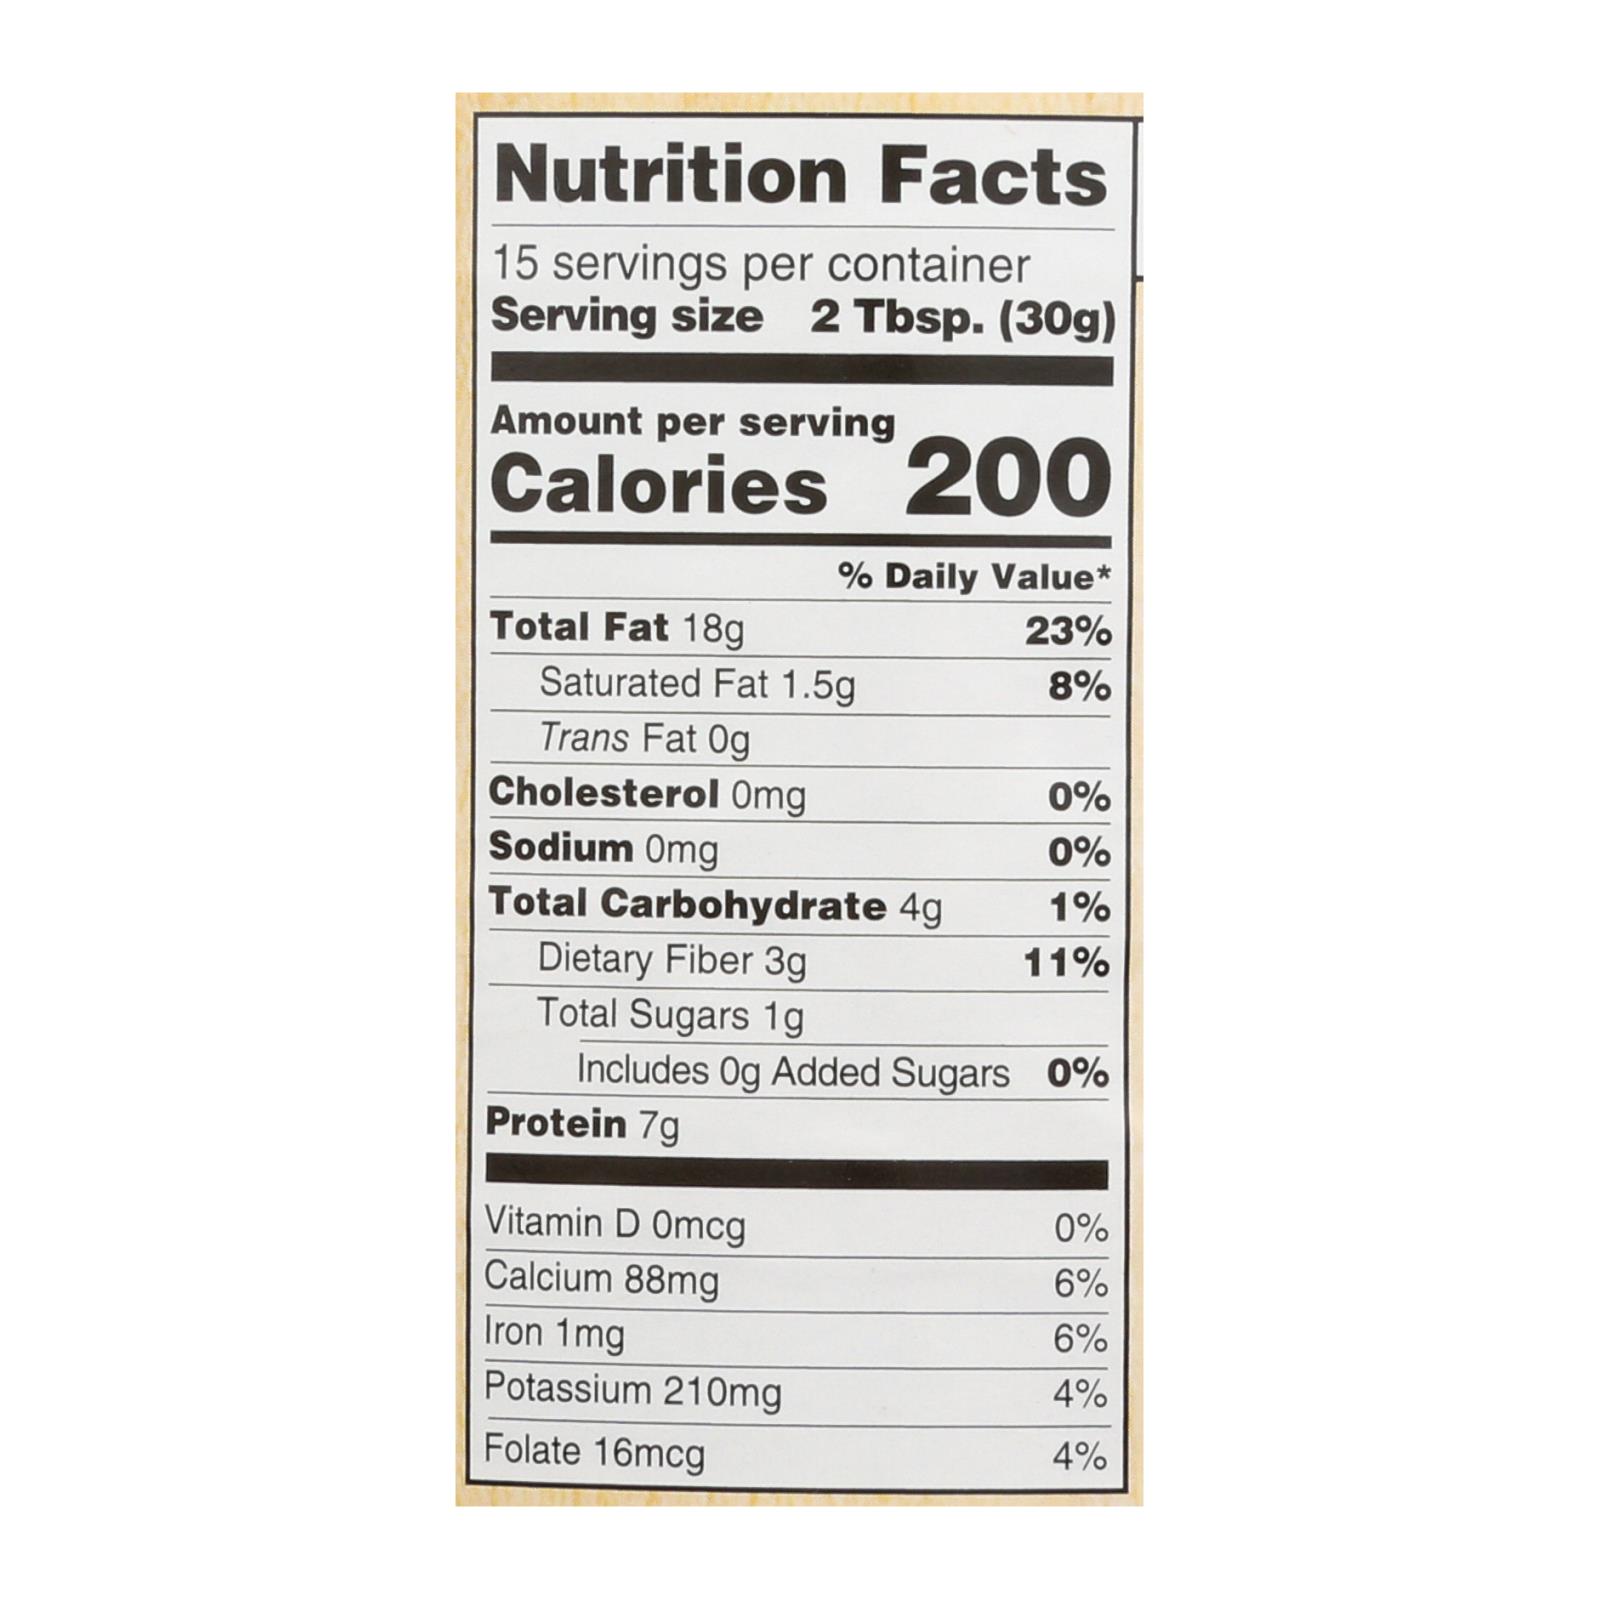 Nutrition Facts
15 servings per container
Serving size 2 Tbsp. (30g)
Amount per serving
Calories 200
% Daily Value*
Total Fat 18g 23%
Saturated Fat 1.5g 8%
Trans Fat 0g
Cholesterol 0mg 0%
Sodium 0mg 0%
Total Carbohydrate 4g 1%
Dietary Fiber 3g 11%
Total Sugars 1g
Includes 0g Added Sugars 0%
Protein 7g
Vitamin D 0mcg 0%
Calcium 88mg 6%
Iron 1mg 6%
Potassium 210mg 4%
Folate 16mcg 4%